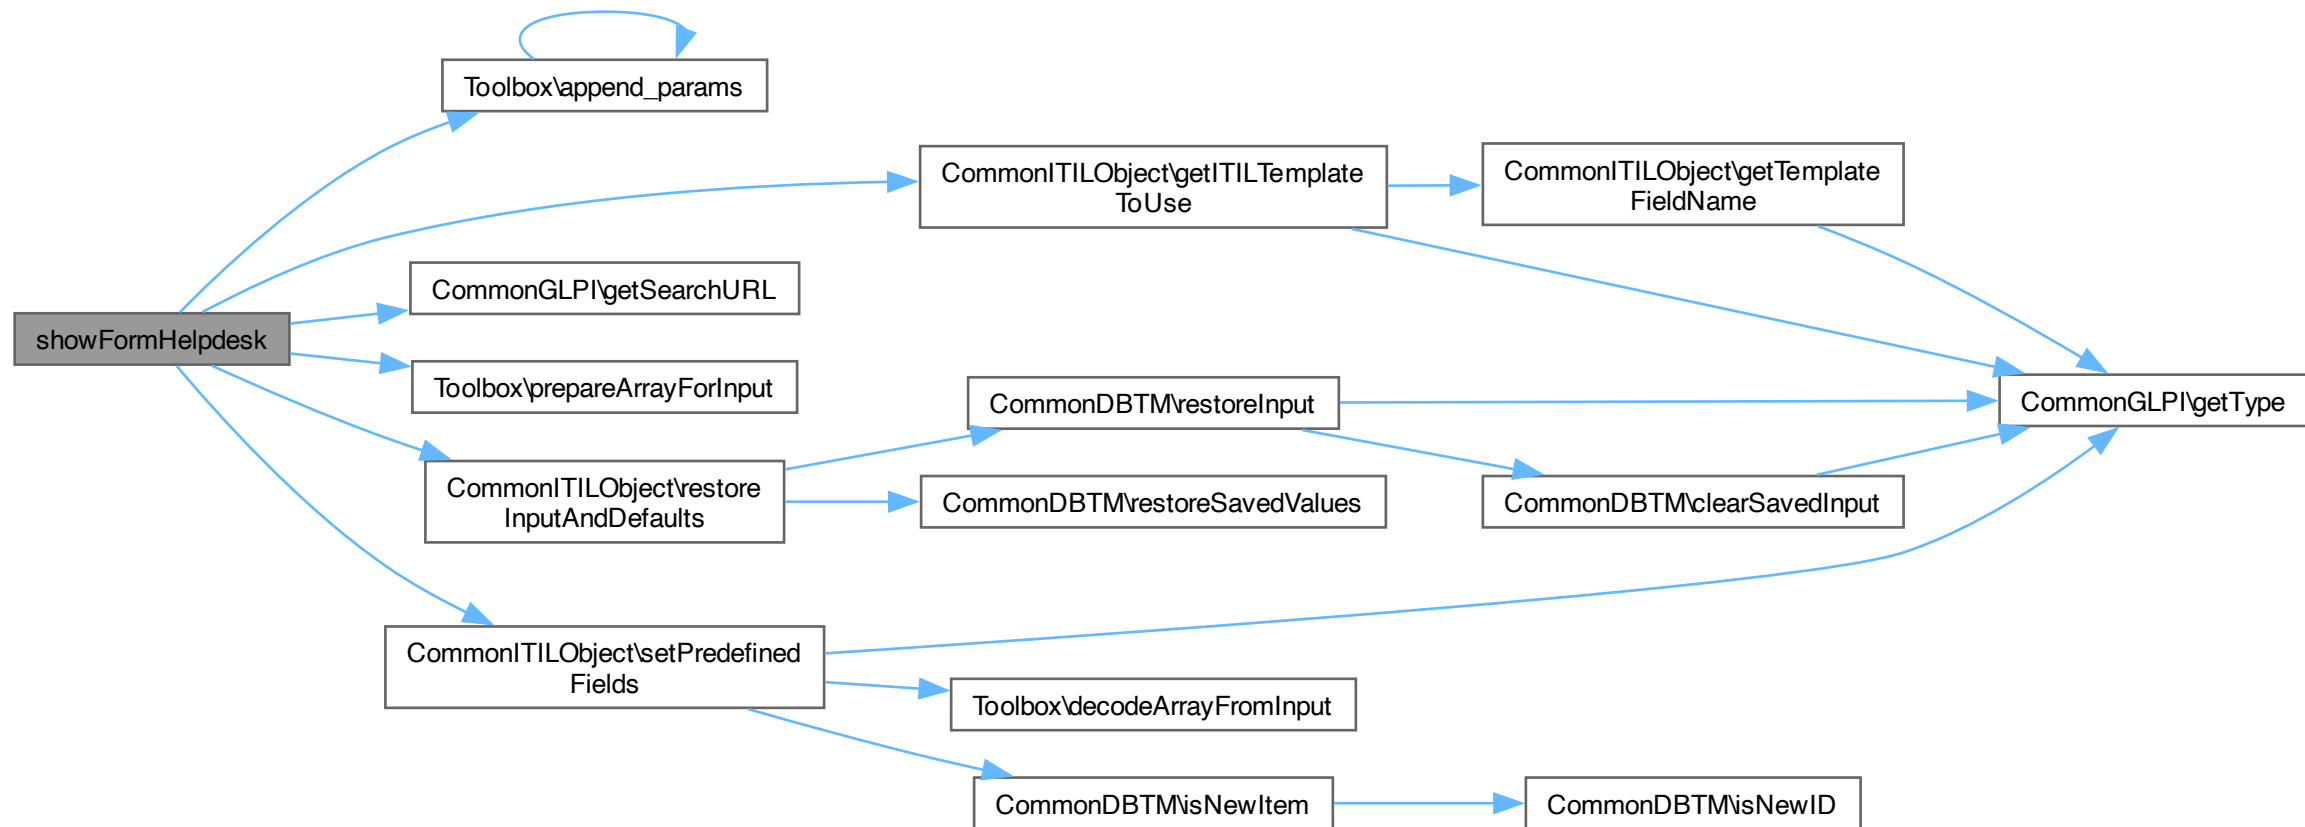 Toolbox\append_params
CommonITILObject\getITILTemplate
ToUse
CommonITILObject\getTemplate
FieldName
CommonGLPI\getSearchURL
showFormHelpdesk
Toolbox\prepareArrayForInput
CommonDBTM\restoreInput
CommonGLPI\getType
CommonITILObject\restore
InputAndDefaults
CommonDBTM\restoreSavedValues
CommonDBTM\clearSavedInput
CommonITILObject\setPredefined
Fields
Toolbox\decodeArrayFromInput
CommonDBTM\isNewItem
CommonDBTM\isNewID